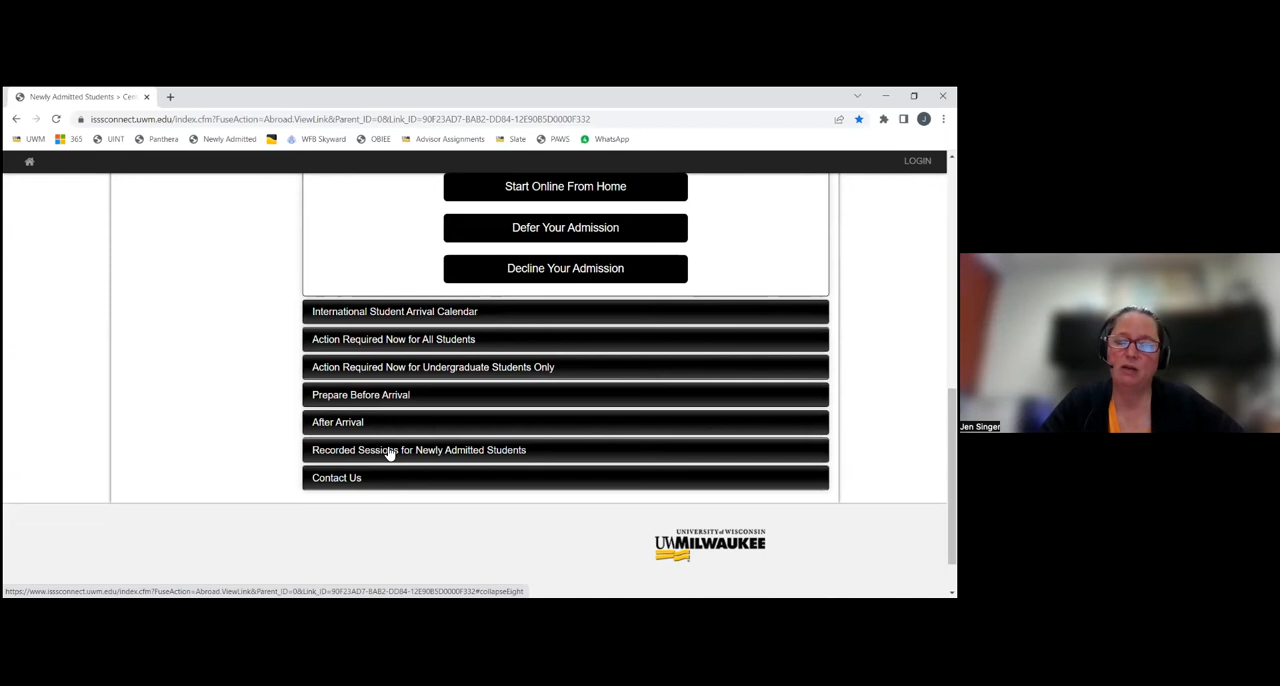 Newly Admitted Students > Cen
isssconnect.uwm.edu/index.cfm?FuseAction=Abroad.ViewLink&Parent_ID=0&Link_ID=90F23AD7-BAB2-DD84-12E90B5D0000F332
J
UWM 365 UINT Panthera Newly Admitted WFB Skyward OBIEE Advisor Assignments Slate PAWS WhatsApp
LOGIN
Start Online From Home
Defer Your Admission
Decline Your Admission
International Student Arrival Calendar
Action Required Now for All Students
Action Required Now for Undergraduate Students Only
Prepare Before Arrival
After Arrival
Recorded Sessions for Newly Admitted Students
Contact Us
UNIVERSITY of WISCONSIN
UWMILWAUKEE
https://www.isssconnect.uwm.edu/index.cfm?FuseAction=Abroad.ViewLink&Parent_ID=0&Link_ID=90F23AD7-BAB2-DD84-12E90B5D0000F332#collapseEight
Jen Singer